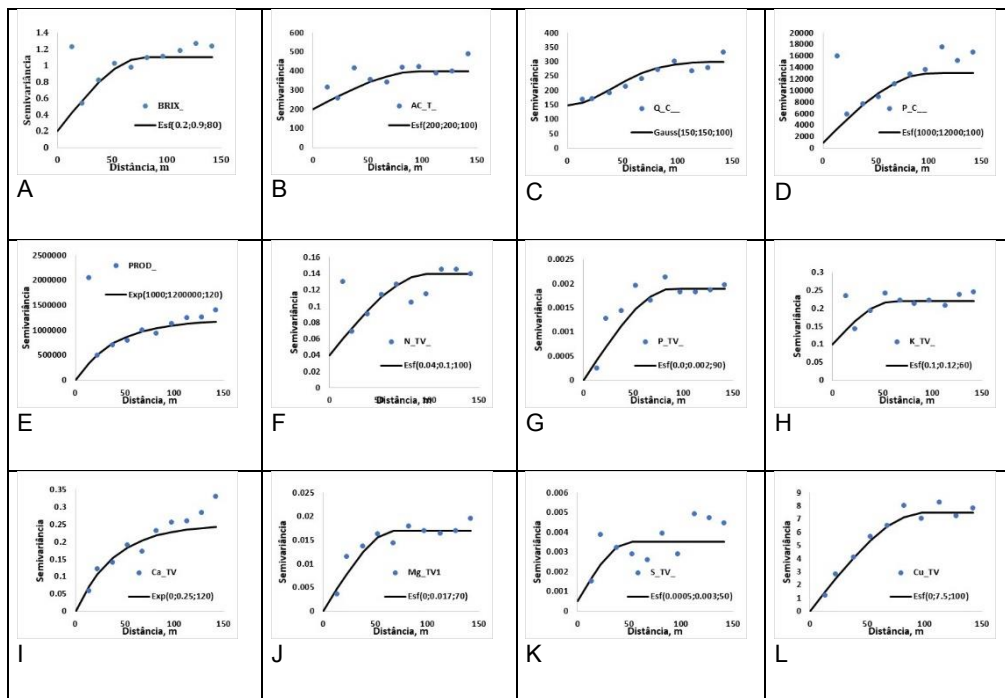 Semivariância
1.4
1.2
1
0.8
0.6
0.4
0.2
0
50
100
150
BRIX_
Esf(0.2;0.9;80)
Distância, m
A
Semivariância
600
500
400
300
200
100
0
0
50
100
150
AC_T_
Esf(200;200;100)
Distância, m
B
Semivariância
400
350
300
250
200
150
100
50
0
0
50
100
150
Q_C__
Gauss(150;150;100)
Distância, m
C
Semivariância
20000
18000
16000
14000
12000
10000
8000
6000
4000
2000
0
0
50
100
150
P_C__
Esf(1000;12000;100)
Distância, m
D
Semivariância
2500000
2000000
1500000
1000000
500000
0
0
50
100
150
PROD_
Exp(1000;1200000;120)
Distância, m
E
Semivariância
0.16
0.14
0.12
0.1
0.08
0.06
0.04
0.02
0
0
50
100
150
N_TV_
Esf(0.04;0.1;100)
Distância, m
F
Semivariância
0.0025
0.002
0.0015
0.001
0.0005
0
0
50
100
150
P_TV_
Esf(0.0;0.002;90)
Distância, m
G
Semivariância
0.3
0.25
0.2
0.15
0.1
0.05
0
0
50
100
150
K_TV_
Esf(0.1;0.12;60)
Distância, m
H
Semivariância
0.35
0.3
0.25
0.2
0.15
0.1
0.05
0
0
50
100
150
Ca_TV
Exp(0;0.25;120)
Distância, m
I
Semivariância
0.025
0.02
0.015
0.01
0.005
0
0
50
100
150
Mg_TV1
Esf(0;0.017;70)
Distância, m
J
Semivariância
0.006
0.005
0.004
0.003
0.002
0.001
0
0
50
100
150
S_TV_
Esf(0.0005;0.003;50)
Distância, m
K
Semivariância
9
8
7
6
5
4
3
2
1
0
0
50
100
150
Cu_TV
Esf(0;7.5;100)
Distância, m
L